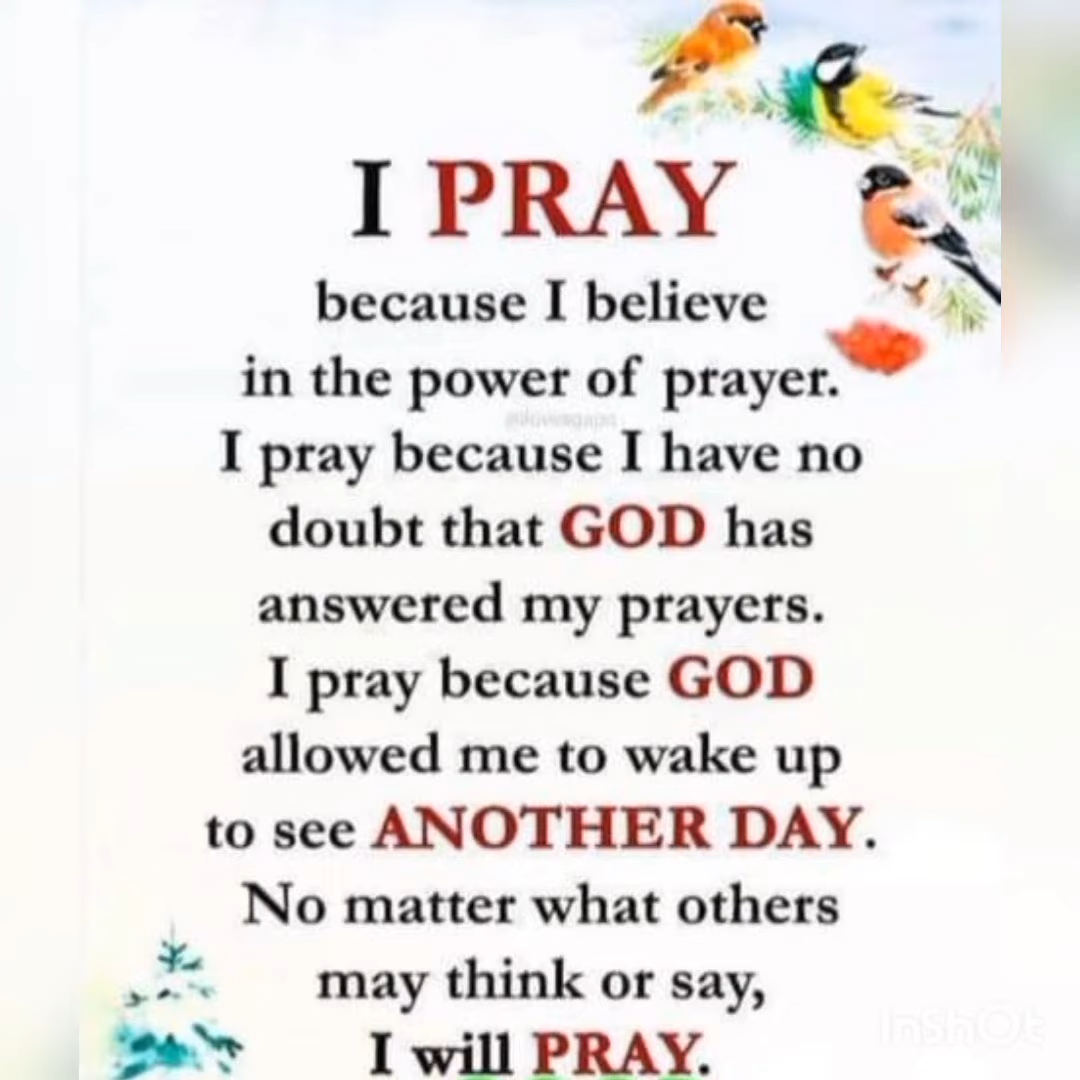 I PRAY
because I believe
in the power of prayer.
I pray because I have no
doubt that GOD has
answered my prayers.
I pray because GOD
allowed me to wake up
to see ANOTHER DAY.
No matter what others
may think or say,
I will PRAY.
InShOt